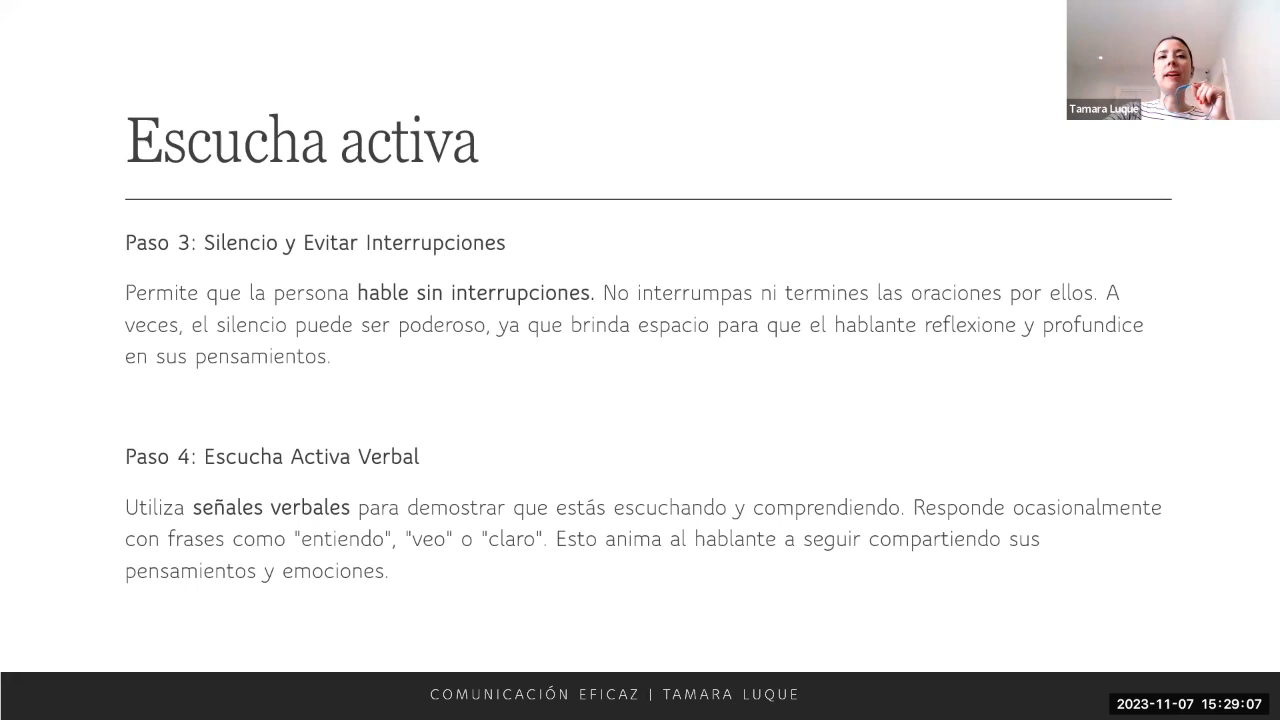 Tamara Luque
Escucha activa
Paso 3: Silencio y Evitar Interrupciones
Permite que la persona hable sin interrupciones. No interrumpas ni termines las oraciones por ellos. A
veces, el silencio puede ser poderoso, ya que brinda espacio para que el hablante reflexione y profundice
en sus pensamientos.
Paso 4: Escucha Activa Verbal
Utiliza señales verbales para demostrar que estás escuchando y comprendiendo. Responde ocasionalmente
con frases como "entiendo", "veo" o "claro". Esto anima al hablante a seguir compartiendo sus
pensamientos y emociones.
COMUNICACIÓN EFICAZ | TAMARA LUQUE
2023-11-07 15:29:07